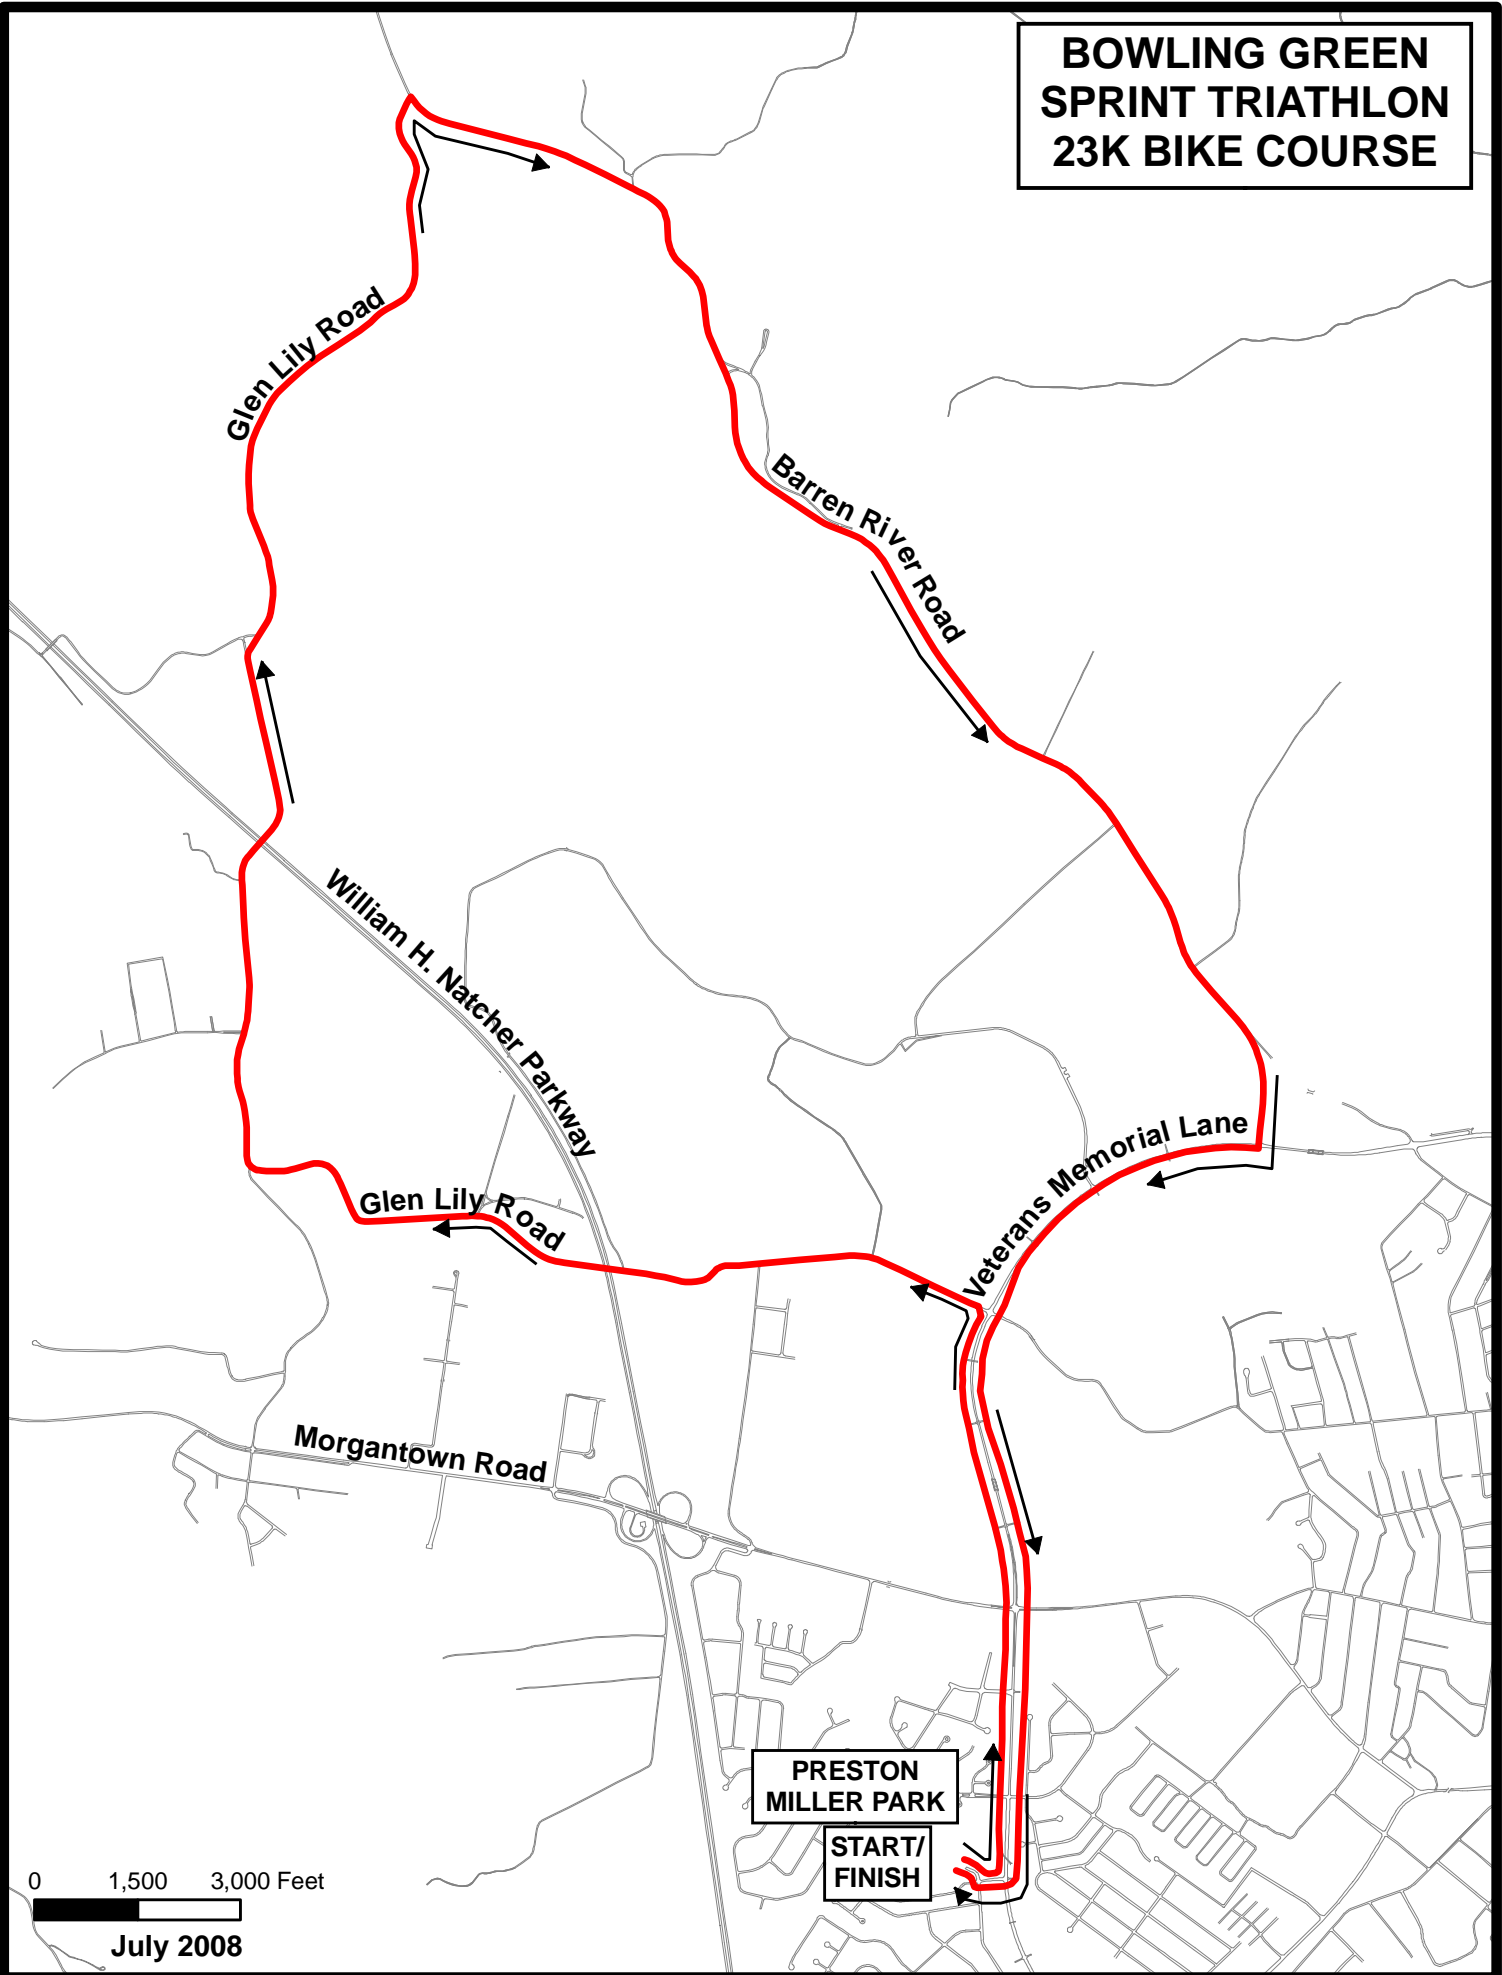 BOWLING GREEN
SPRINT TRIATHLON
23K BIKE COURSE
Glen Lily Road
Barren River Road
William H. Natcher Parkway
Veterans Memorial Lane
Glen Lily Road
Morgantown Road
PRESTON
MILLER PARK
START/
FINISH
0 1,500 3,000 Feet
July 2008